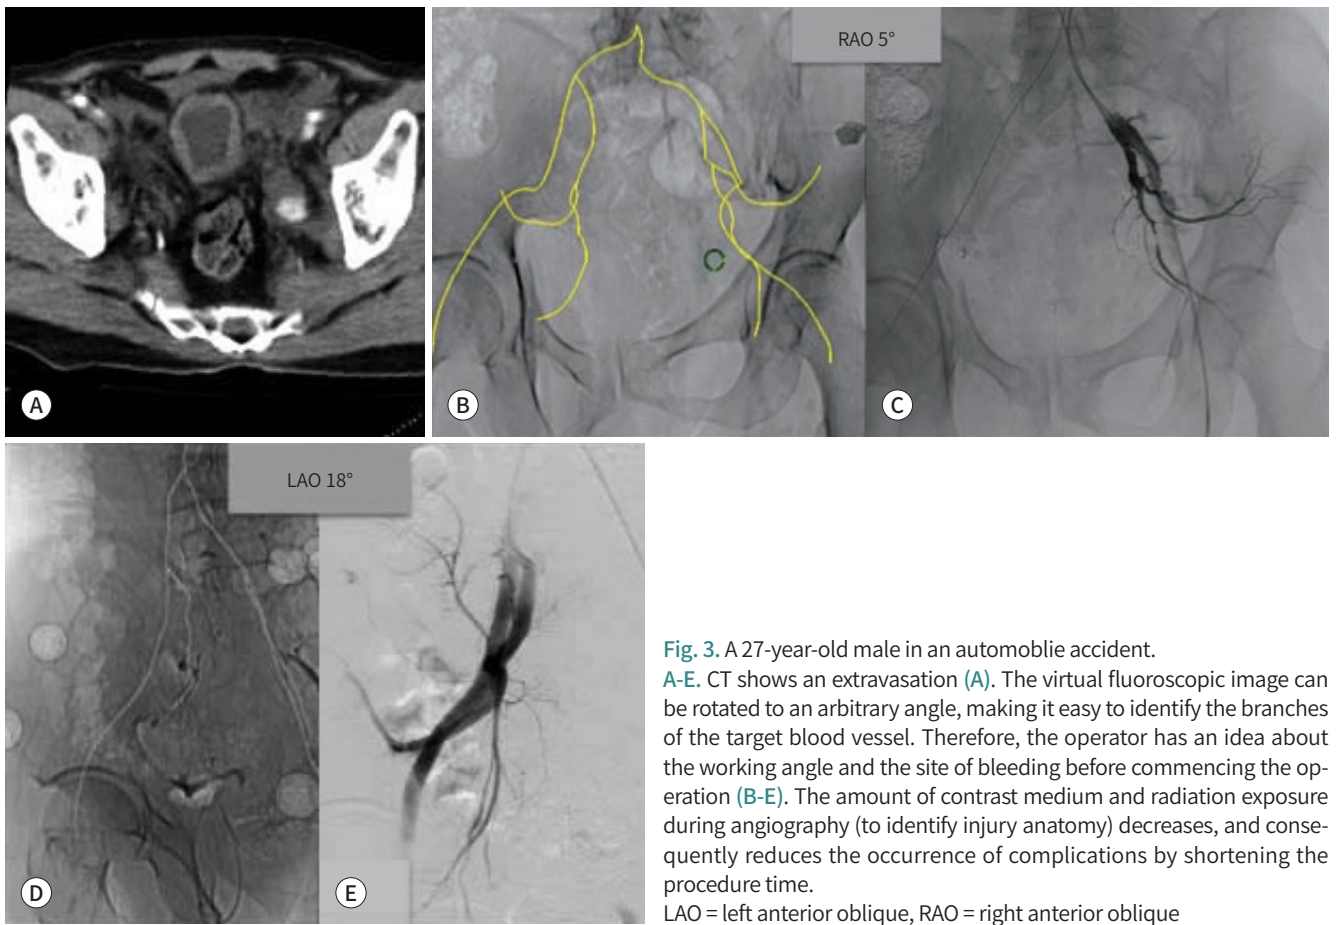 A
RAO 5°
B
C
LAO 18°
D
E
Fig. 3. A 27-year-old male in an automoblie accident.
A-E. CT shows an extravasation (A). The virtual fluoroscopic image can
be rotated to an arbitrary angle, making it easy to identify the branches
of the target blood vessel. Therefore, the operator has an idea about
the working angle and the site of bleeding before commencing the op-
eration (B-E). The amount of contrast medium and radiation exposure
during angiography (to identify injury anatomy) decreases, and conse-
quently reduces the occurrence of complications by shortening the
procedure time.
LAO = left anterior oblique, RAO = right anterior oblique